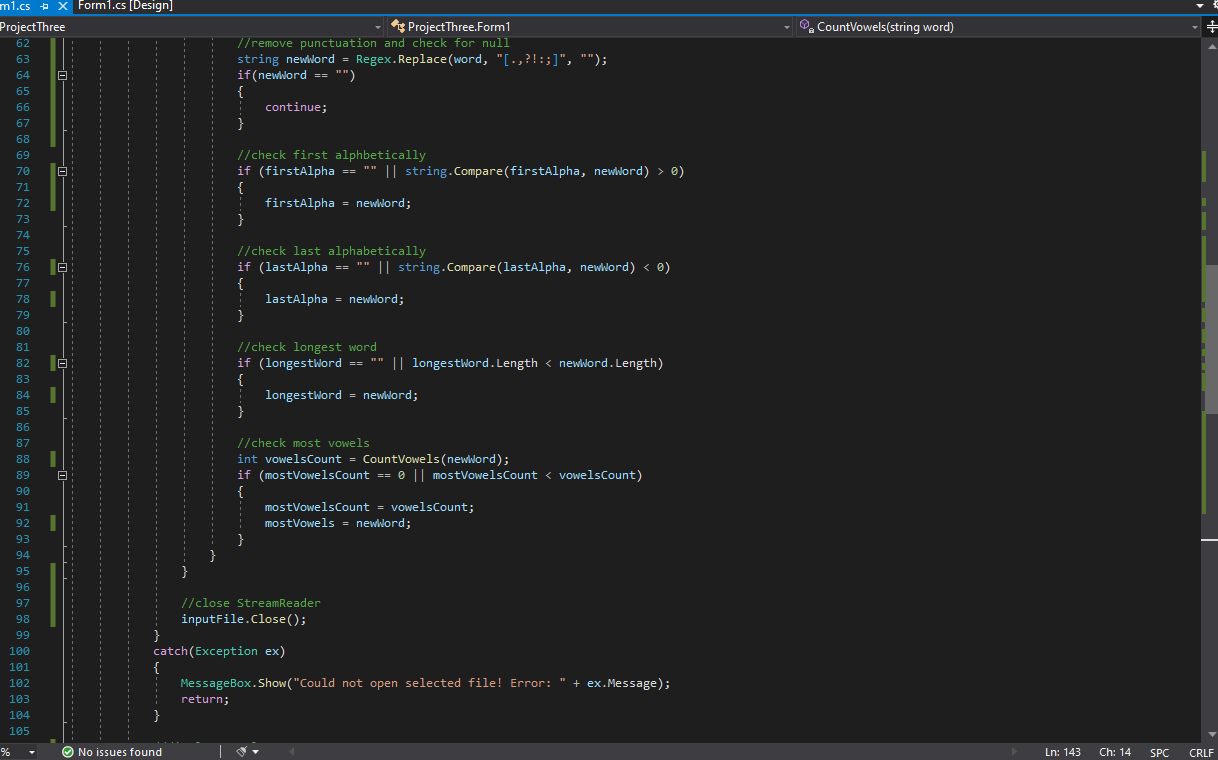 m1.cs Form1.cs [Design]
ProjectThree ProjectThree.Form1 CountVowels(string word)
62 //remove punctuation and check for null
63 string newWord = Regex.Replace(word, "[.,?!:;]", "");
64 if(newWord == "")
65 {
66 continue;
67 }
68
69 //check first alphbetically
70 if (firstAlpha == "" || string.Compare(firstAlpha, newWord) > 0)
71 {
72 firstAlpha = newWord;
73 }
74
75 //check last alphabetically
76 if (lastAlpha == "" || string.Compare(lastAlpha, newWord) < 0)
77 {
78 lastAlpha = newWord;
79 }
80
81 //check longest word
82 if (longestWord == "" || longestWord.Length < newWord.Length)
83 {
84 longestWord = newWord;
85 }
86
87 //check most vowels
88 int vowelsCount = CountVowels(newWord);
89 if (mostVowelsCount == 0 || mostVowelsCount < vowelsCount)
90 {
91 mostVowelsCount = vowelsCount;
92 mostVowels = newWord;
93 }
94 }
95 }
96
97 //close StreamReader
98 inputFile.Close();
99 }
100 catch(Exception ex)
101 {
102 MessageBox.Show("Could not open selected file! Error: " + ex.Message);
103 return;
104 }
105
% No issues found Ln: 143 Ch: 14 SPC CRLF